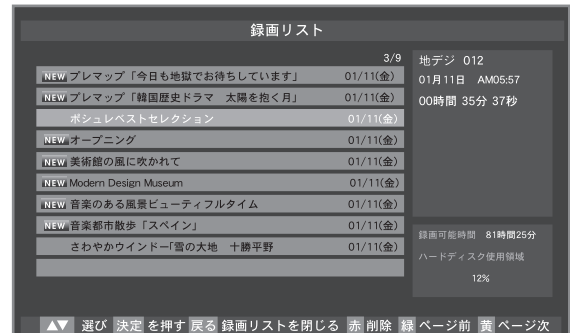 録画リスト
3/9
NEW プレマップ「今日も地獄でお待ちしています」 01/11(金)
NEW プレマップ「韓国歴史ドラマ 太陽を抱く月」 01/11(金)
ポシュレベストセレクション 01/11(金)
NEW オープニング 01/11(金)
NEW 美術館の風に吹かれて 01/11(金)
NEW Modern Design Museum 01/11(金)
NEW 音楽のある風景ビューティフルタイム 01/11(金)
NEW 音楽都市散歩「スペイン」 01/11(金)
さわやかウインドー「雪の大地 十勝平野 01/11(金)
地デジ 012
01月11日 AM05:57
00時間 35分 37秒
録画可能時間 81時間25分
ハードディスク使用領域
12%
▲▼ 選び 決定 を押す 戻る 録画リストを閉じる 赤 削除 緑 ページ前 黄 ページ次